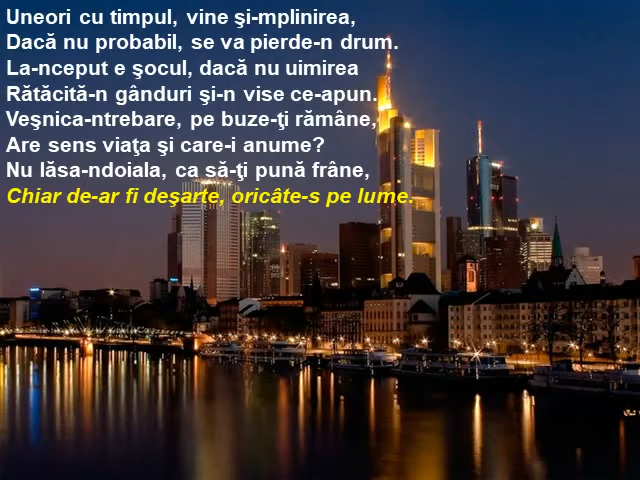 Uneori cu timpul, vine şi-mplinirea,
Dacă nu probabil, se va pierde-n drum.
La-nceput e şocul, dacă nu uimirea
Rătăcită-n gânduri şi-n vise ce-apun.
Veşnica-ntrebare, pe buze-ţi rămâne,
Are sens viaţa şi care-i anume?
Nu lăsa-ndoiala, ca să-ţi pună frâne,
Chiar de-ar fi deşarte, oricâte-s pe lume.